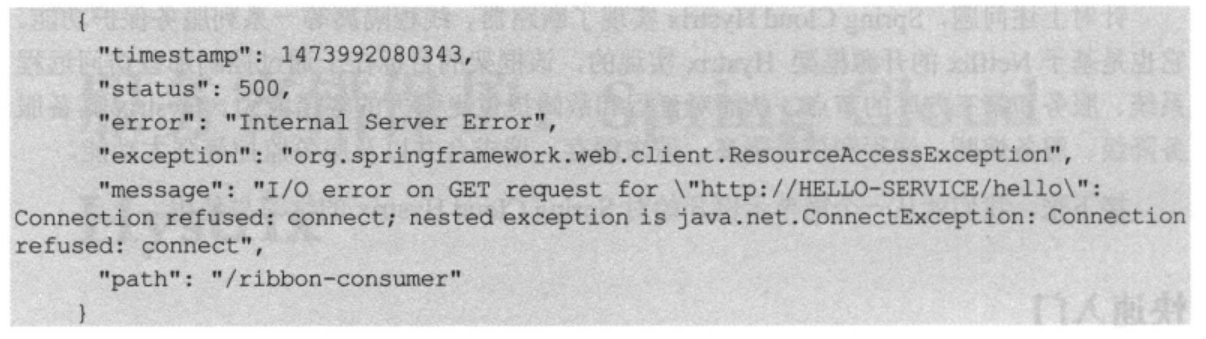 {
"timestamp": 1473992080343,
"status": 500,
"error": "Internal Server Error",
"exception": "org.springframework.web.client.ResourceAccessException",
"message": "I/O error on GET request for \"http://HELLO-SERVICE/hello\":
Connection refused: connect; nested exception is java.net.ConnectException: Connection
refused: connect",
"path": "/ribbon-consumer"
}